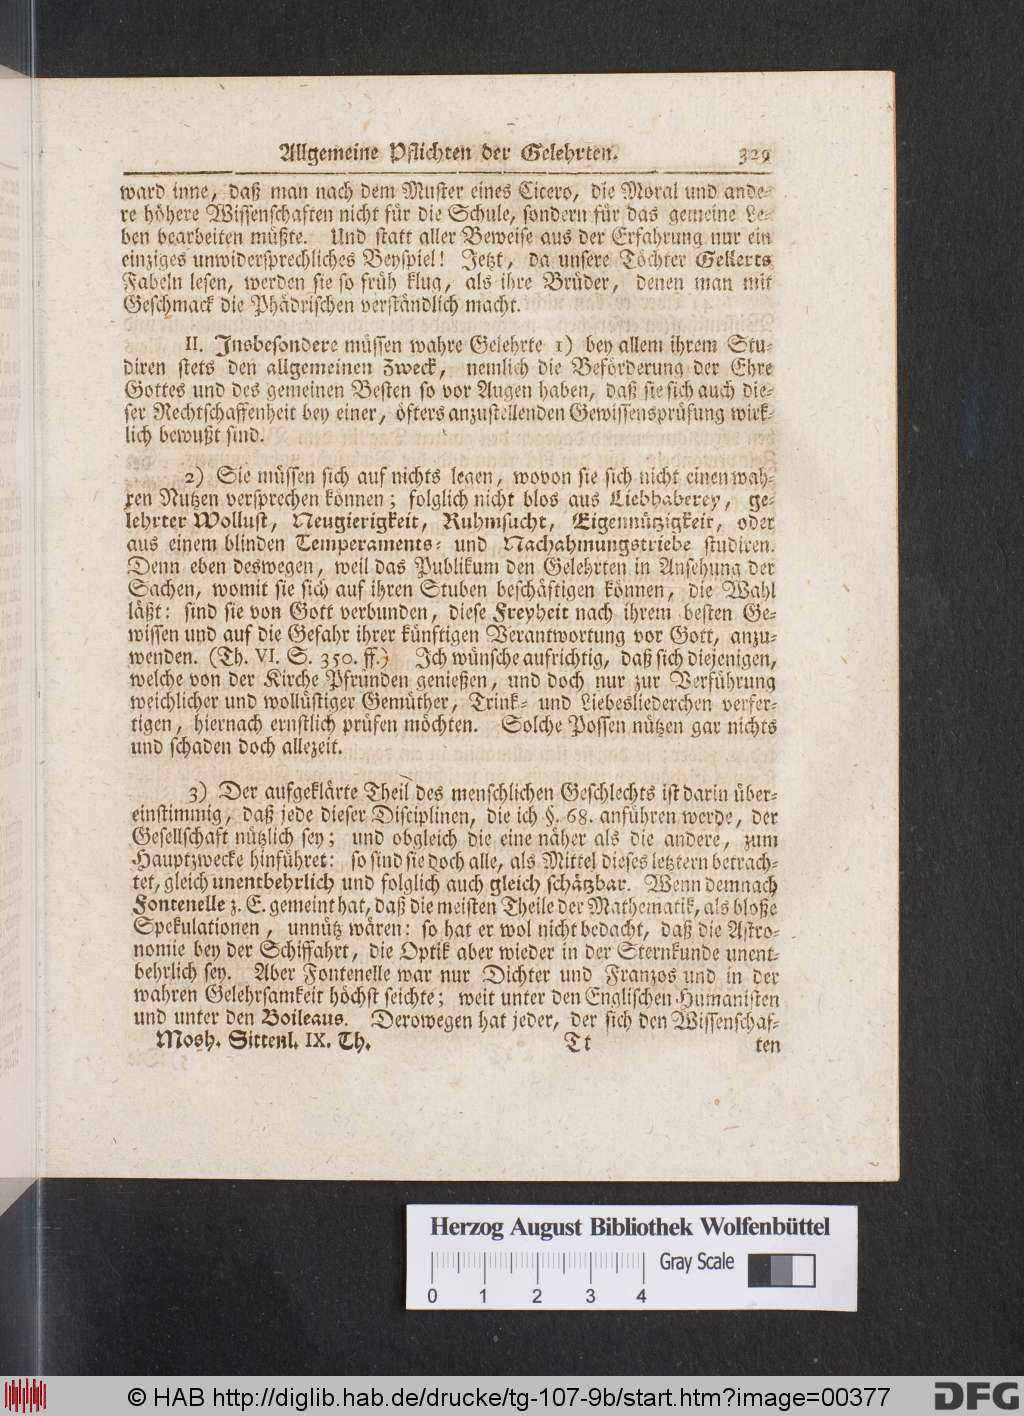 Allgemeine Pflichten der Gelehrten. 329
ward inne, daß man nach dem Muster eines Cicero, die Moral und ande-
re höhere Wissenschaften nicht für die Schule, sondern für das gemeine Le-
ben bearbeiten müßte. Und statt aller Beweise aus der Erfahrung nur ein
einziges unwidersprechliches Beyspiel! Jetzt, da unsere Töchter Gellerts
Fabeln lesen, werden sie so früh klug, als ihre Brüder, denen man mit
Geschmack die Phädrischen verständlich macht.
II. Insbesondere müssen wahre Gelehrte 1) bey allem ihrem Stu-
diren stets den allgemeinen Zweck, nemlich die Beförderung der Ehre
Gottes und des gemeinen Besten so vor Augen haben, daß sie sich auch die-
ser Rechtschaffenheit bey einer, öfters anzustellenden Gewissensprüfung wirk-
lich bewußt sind.
2) Sie müssen sich auf nichts legen, wovon sie sich nicht einen wah-
ren Nutzen versprechen können; folglich nicht blos aus Liebhaberey, ge-
lehrter Wollust, Neugierigkeit, Ruhmsucht, Eigennützigkeit, oder
aus einem blinden Temperaments- und Nachahmungstriebe studiren.
Denn eben deswegen, weil das Publikum den Gelehrten in Ansehung der
Sachen, womit sie sich auf ihren Stuben beschäftigen können, die Wahl
läßt: sind sie von Gott verbunden, diese Freyheit nach ihrem besten Ge-
wissen und auf die Gefahr ihrer künftigen Verantwortung vor Gott, anzu-
wenden. (Th. VI. S. 350. ff.) Ich wünsche aufrichtig, daß sich diejenigen,
welche von der Kirche Pfründen genießen, und doch nur zur Verführung
weichlicher und wollüstiger Gemüther, Trink- und Liebesliederchen verfer-
tigen, hiernach ernstlich prüfen möchten. Solche Possen nützen gar nichts
und schaden doch allezeit.
3) Der aufgeklärte Theil des menschlichen Geschlechts ist darin über-
einstimmig, daß jede dieser Disciplinen, die ich §. 68. anführen werde, der
Gesellschaft nützlich sey; und obgleich die eine näher als die andere, zum
Hauptzwecke hinführet: so sind sie doch alle, als Mittel dieses letztern betrach-
tet, gleich unentbehrlich und folglich auch gleich schätzbar. Wenn demnach
Fontenelle z. E. gemeint hat, daß die meisten Theile der Mathematik, als bloße
Spekulationen, unnütz wären: so hat er wol nicht bedacht, daß die Astro-
nomie bey der Schiffahrt, die Optik aber wieder in der Sternkunde unent-
behrlich sey. Aber Fontenelle war nur Dichter und Franzos und in der
wahren Gelehrsamkeit höchst seichte; weit unter den Englischen Humanisten
und unter den Boileaus. Derowegen hat jeder, der sich den Wissenschaf-
Mosh. Sittenl. IX. Th. Tt ten
Herzog August Bibliothek Wolfenbüttel
Gray Scale
0 1 2 3 4
© HAB http://diglib.hab.de/drucke/tg-107-9b/start.htm?image=00377 DFG